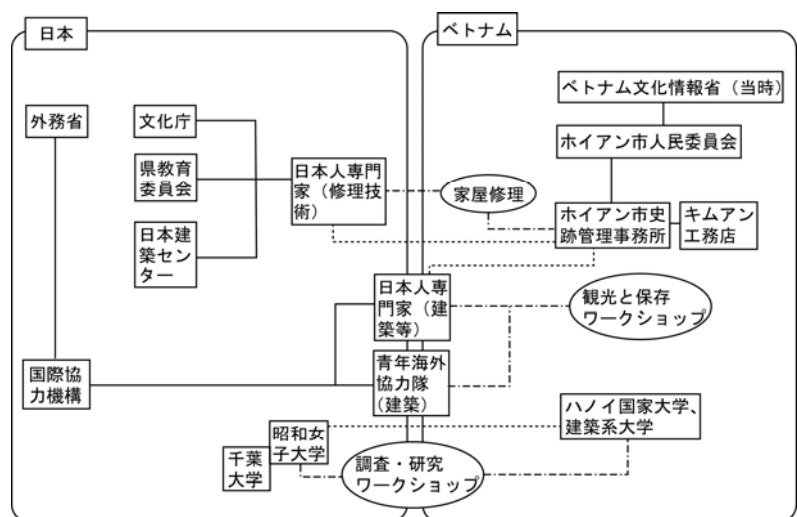 日本
ベトナム
外務省
文化庁
県教育
委員会
日本建
築セン
ター
日本人専門
家（修理技
術）
家屋修理
ベトナム文化情報省（当時）
ホイアン市人民委員会
ホイアン市史
跡管理事務所
キムアン
工務店
日本人専
門家（建
築等）
観光と保存
ワークショップ
青年海外
協力隊
（建築）
国際協
力機構
昭和女
子大学
千葉
大学
調査・研究
ワークショップ
ハノイ国家大学、
建築系大学